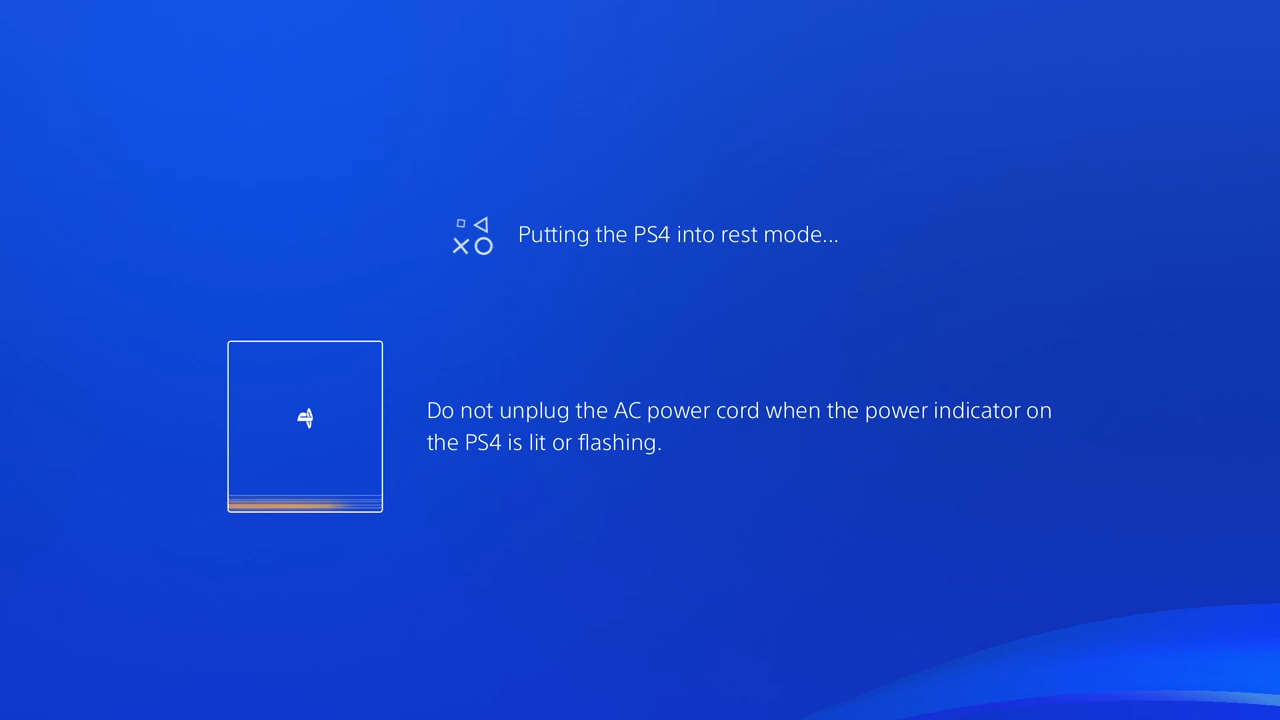 Putting the PS4 into rest mode...
Do not unplug the AC power cord when the power indicator on
the PS4 is lit or flashing.